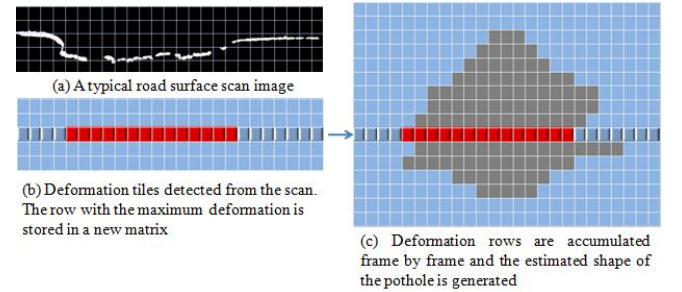 (a) A typical road surface scan image
(b) Deformation tiles detected from the scan.
The row with the maximum deformation is
stored in a new matrix
(c) Deformation rows are accumulated
frame by frame and the estimated shape of
the pothole is generated